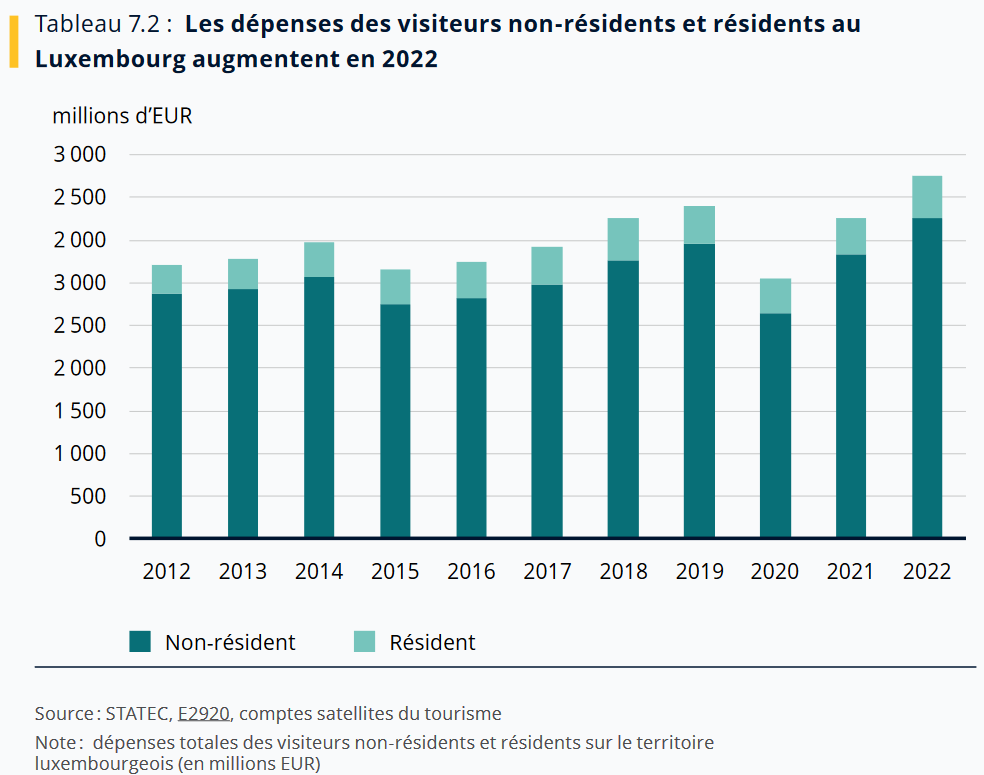 Tableau 7.2 : Les dépenses des visiteurs non-résidents et résidents au
Luxembourg augmentent en 2022
millions d’EUR
3 000
2 500
2 000
3 000
2 500
2 000
1 500
1 000
500
0
2012 2013 2014 2015 2016 2017 2018 2019 2020 2021 2022
Non-résident Résident
Source : STATEC, E2920, comptes satellites du tourisme
Note : dépenses totales des visiteurs non-résidents et résidents sur le territoire
luxembourgeois (en millions EUR)